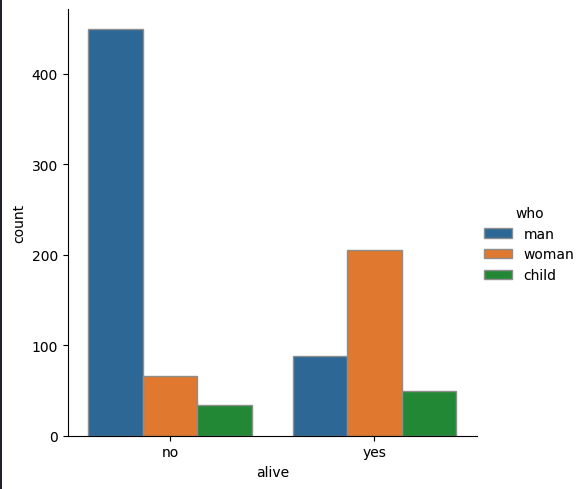 400
300
200
100
0
count
no
yes
alive
who
man
woman
child